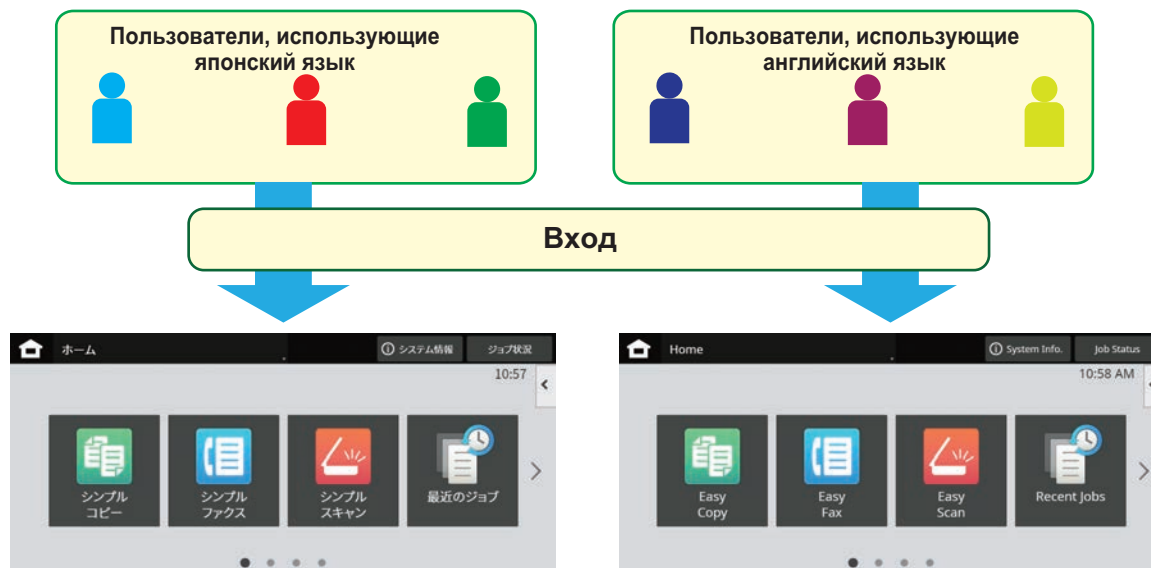 Пользователи, использующие
японский язык
Пользователи, использующие
английский язык
Вход
ホーム
システム情報
ジョブ状況
10:57
シンプル
コピー
シンプル
ファクス
シンプル
スキャン
最近のジョブ
Home
System Info.
Job Status
10:58 AM
Easy
Copy
Easy
Fax
Easy
Scan
Recent Jobs